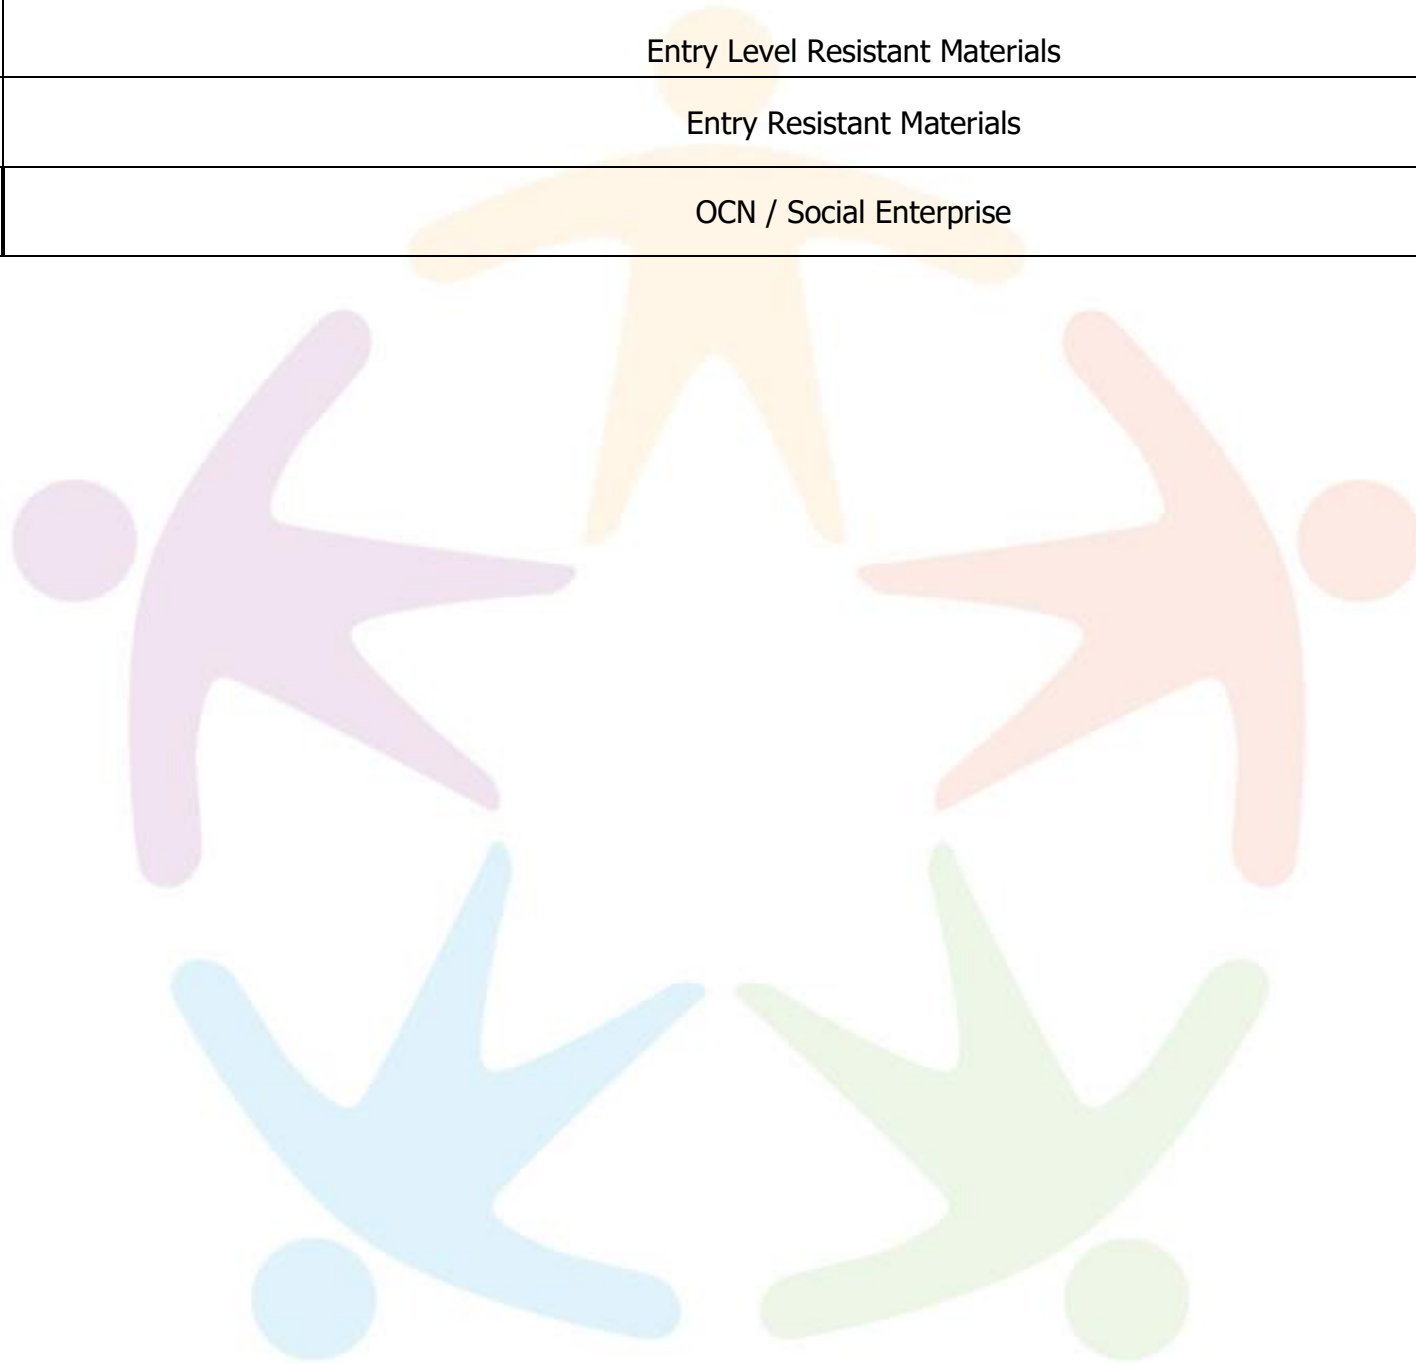 Entry Level Resistant Materials
Entry Resistant Materials
OCN / Social Enterprise